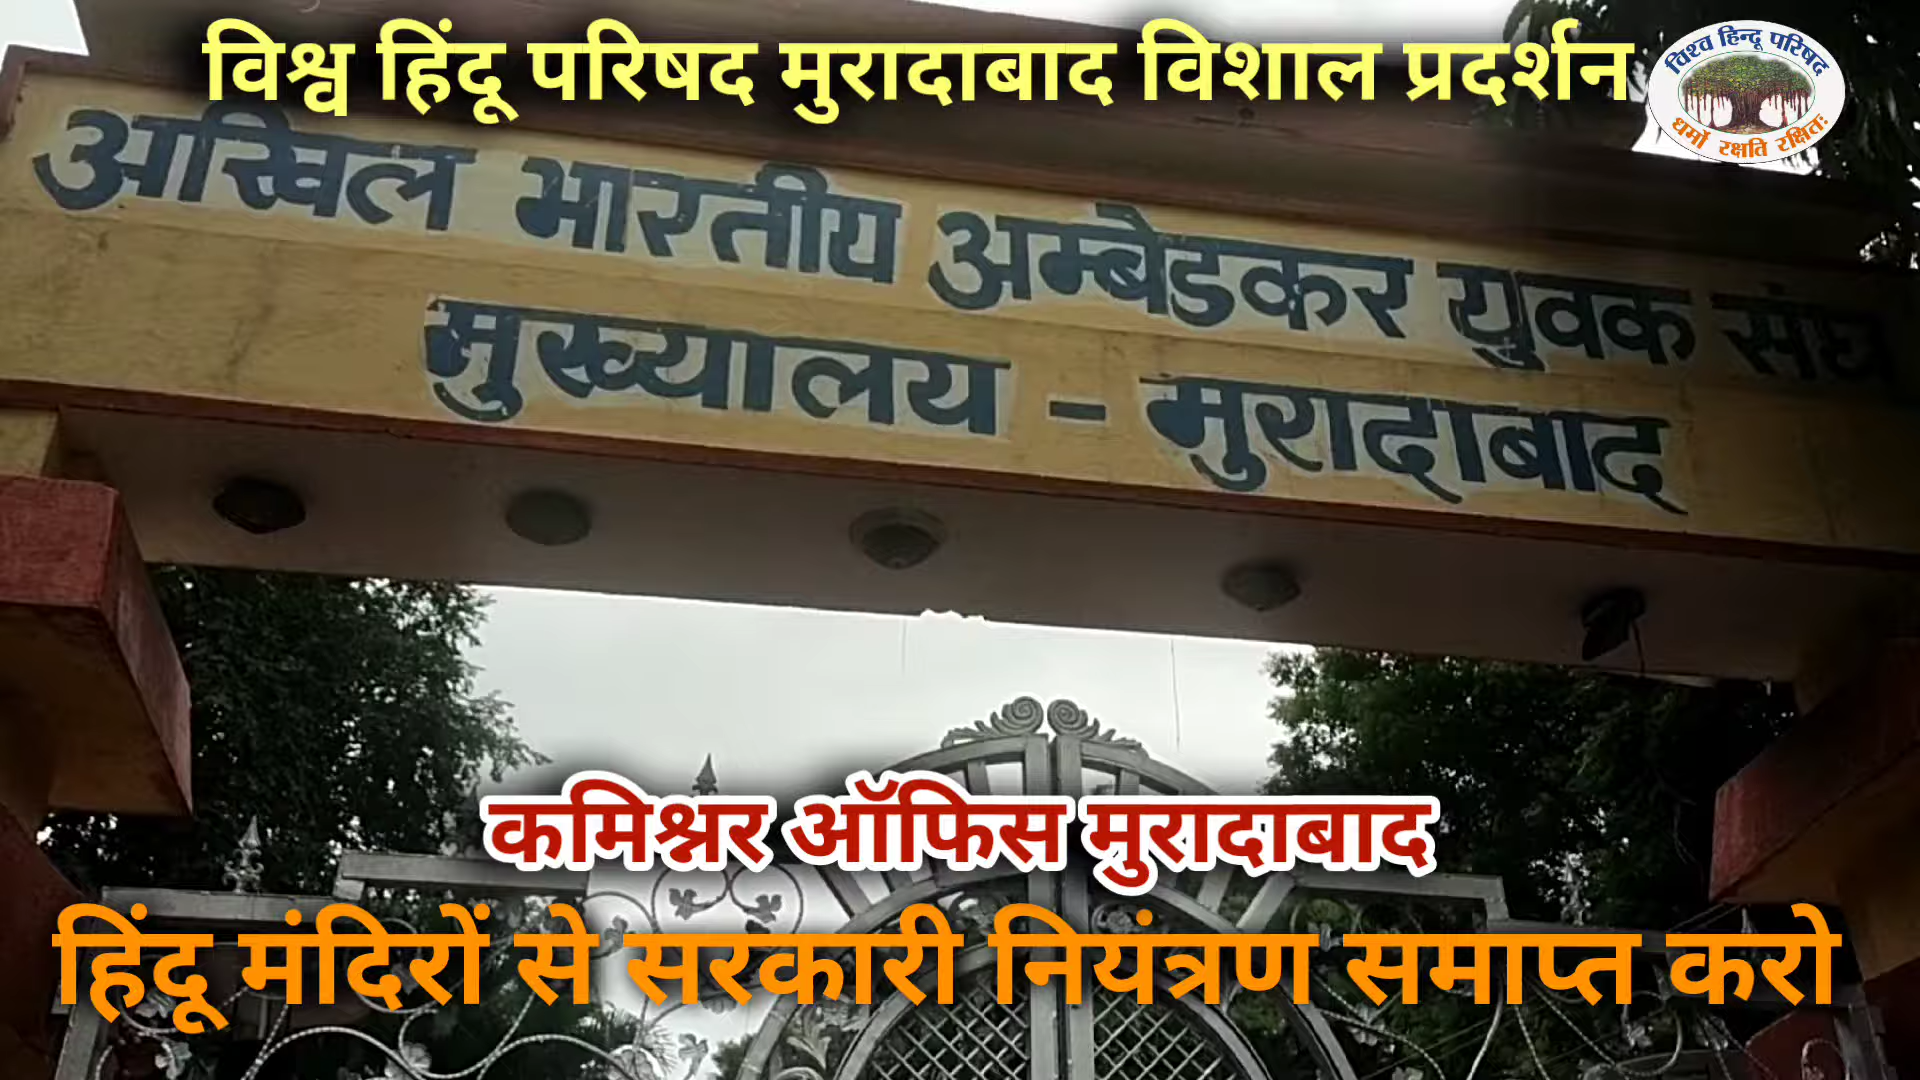 विश्व हिंदू परिषद मुरादाबाद विशाल प्रदर्शन
विश्व हिन्दू परिषद
धर्मो रक्षति रक्षितः
अखिल भारतीय अम्बेडकर युवक संघ
मुख्यालय - मुरादाबाद
कमिश्नर ऑफिस मुरादाबाद
हिंदू मंदिरों से सरकारी नियंत्रण समाप्त करो